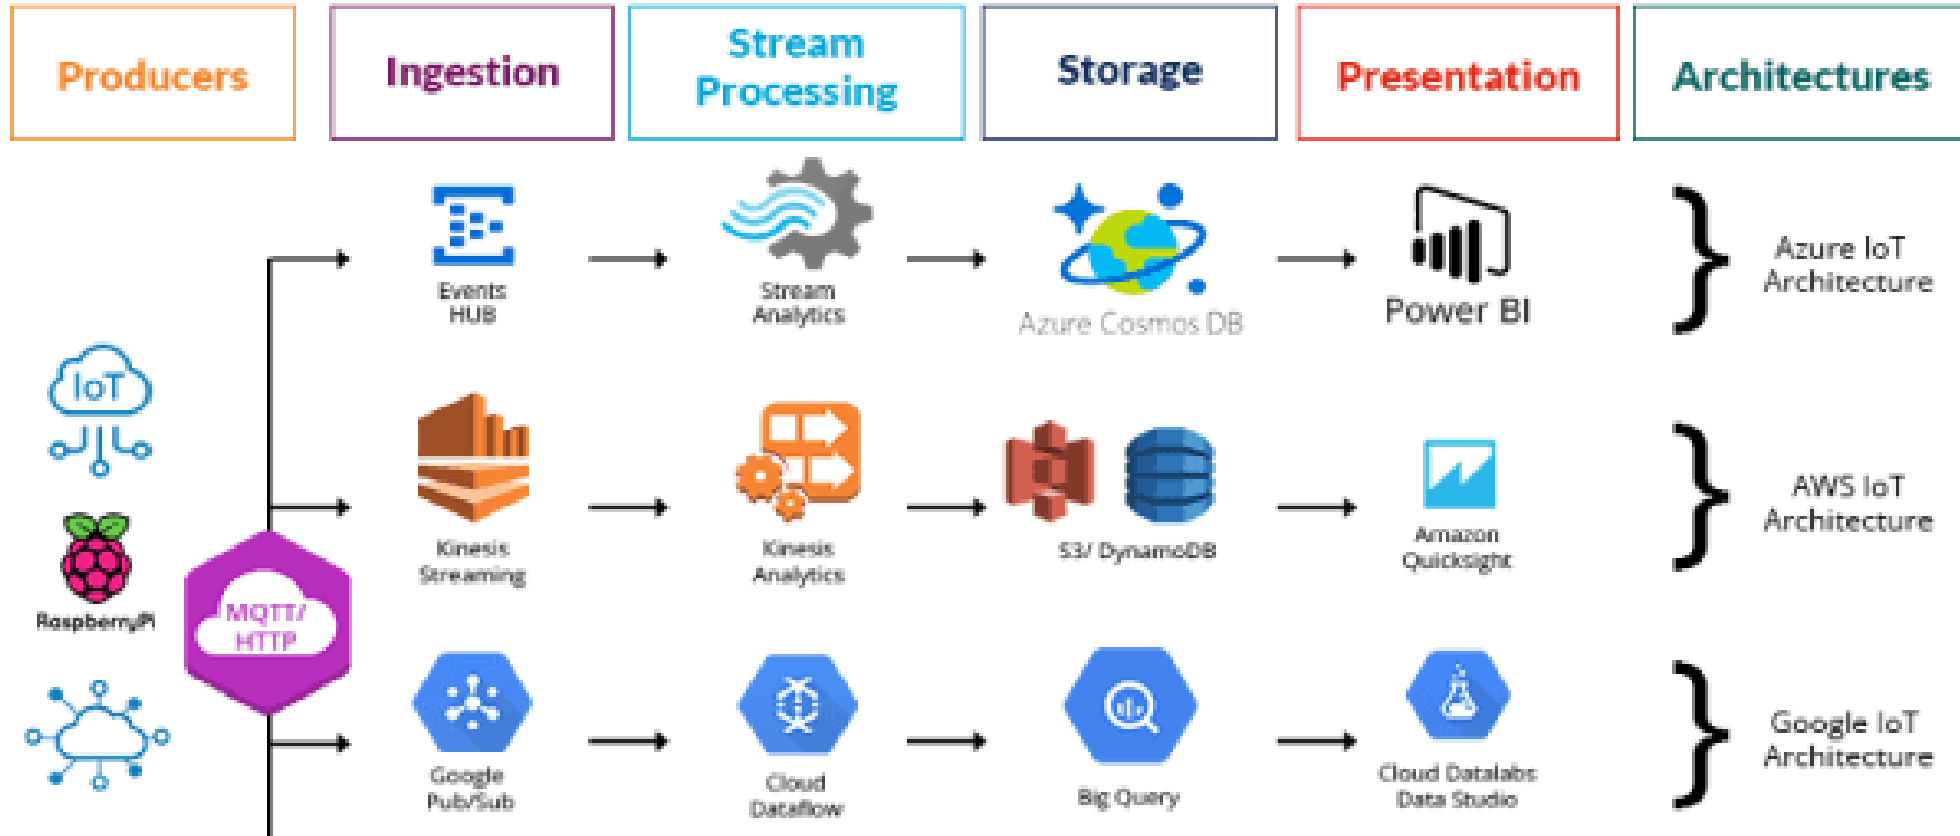 Producers
Ingestion
Stream
Processing
Storage
Presentation
Architectures
Events
HUB
Stream
Analytics
Azure Cosmos DB
Power BI
Azure IoT
Architecture
IoT
Kinesis
Streaming
Kinesis
Analytics
S3/ DynamoDB
Amazon
Quicksight
AWS IoT
Architecture
RaspberryPi
MQTT/
HTTP
Google
Pub/Sub
Cloud
Dataflow
Big Query
Cloud Datalabs
Data Studio
Google IoT
Architecture